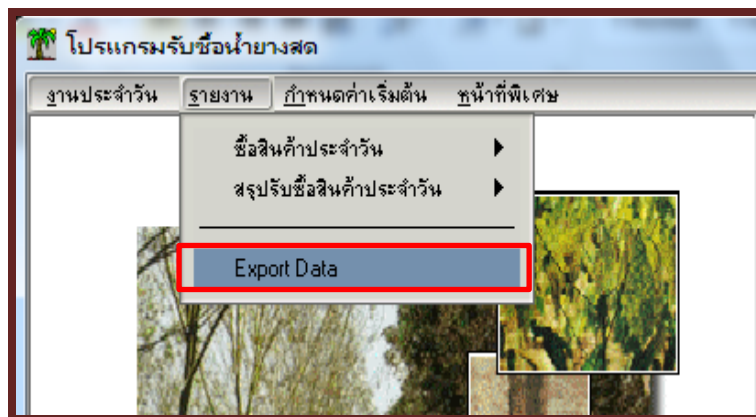 โปรแกรมรับซื้อน้ำยางสด
งานประจำวัน รายงาน กำหนดค่าเริ่มต้น หน้าที่พิเศษ
ซื้อสินค้าประจำวัน
สรุปรับซื้อสินค้าประจำวัน
Export Data